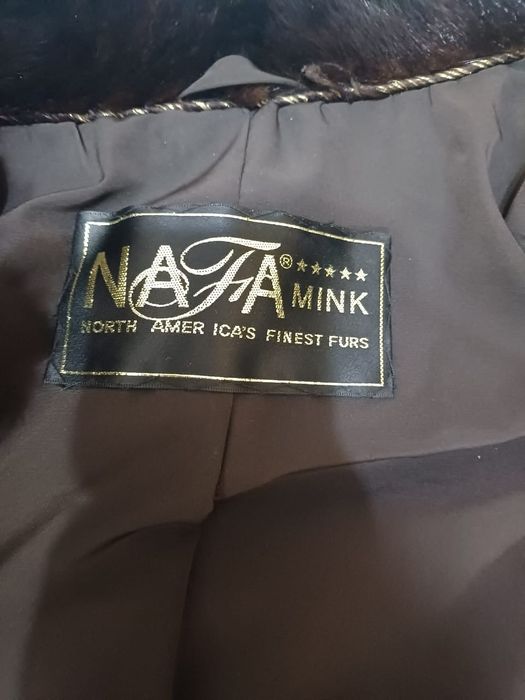 NAFA® ★★★★★ MINK
NORTH AMER ICA'S FINEST FURS